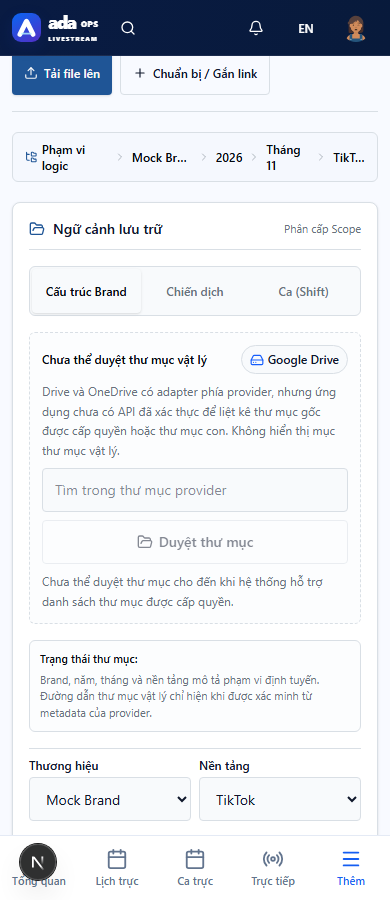 ada OPS
LIVESTREAM
EN
Tải file lên
Chuẩn bị / Gắn link
Phạm vi logic
Mock Br...
2026
Tháng 11
TikT...
Ngữ cảnh lưu trữ
Phân cấp Scope
Cấu trúc Brand
Chiến dịch
Ca (Shift)
Chưa thể duyệt thư mục vật lý
Google Drive
Drive và OneDrive có adapter phía provider, nhưng ứng
dụng chưa có API đã xác thực để liệt kê thư mục gốc
được cấp quyền hoặc thư mục con. Không hiển thị mục
thư mục vật lý.
Tìm trong thư mục provider
Duyệt thư mục
Chưa thể duyệt thư mục cho đến khi hệ thống hỗ trợ
danh sách thư mục được cấp quyền.
Trạng thái thư mục:
Brand, năm, tháng và nền tảng mô tả phạm vi định tuyến.
Đường dẫn thư mục vật lý chỉ hiện khi được xác minh từ
metadata của provider.
Thương hiệu
Nền tảng
Mock Brand
TikTok
N
Tổng quan
Lịch trực
Ca trực
Trực tiếp
Thêm